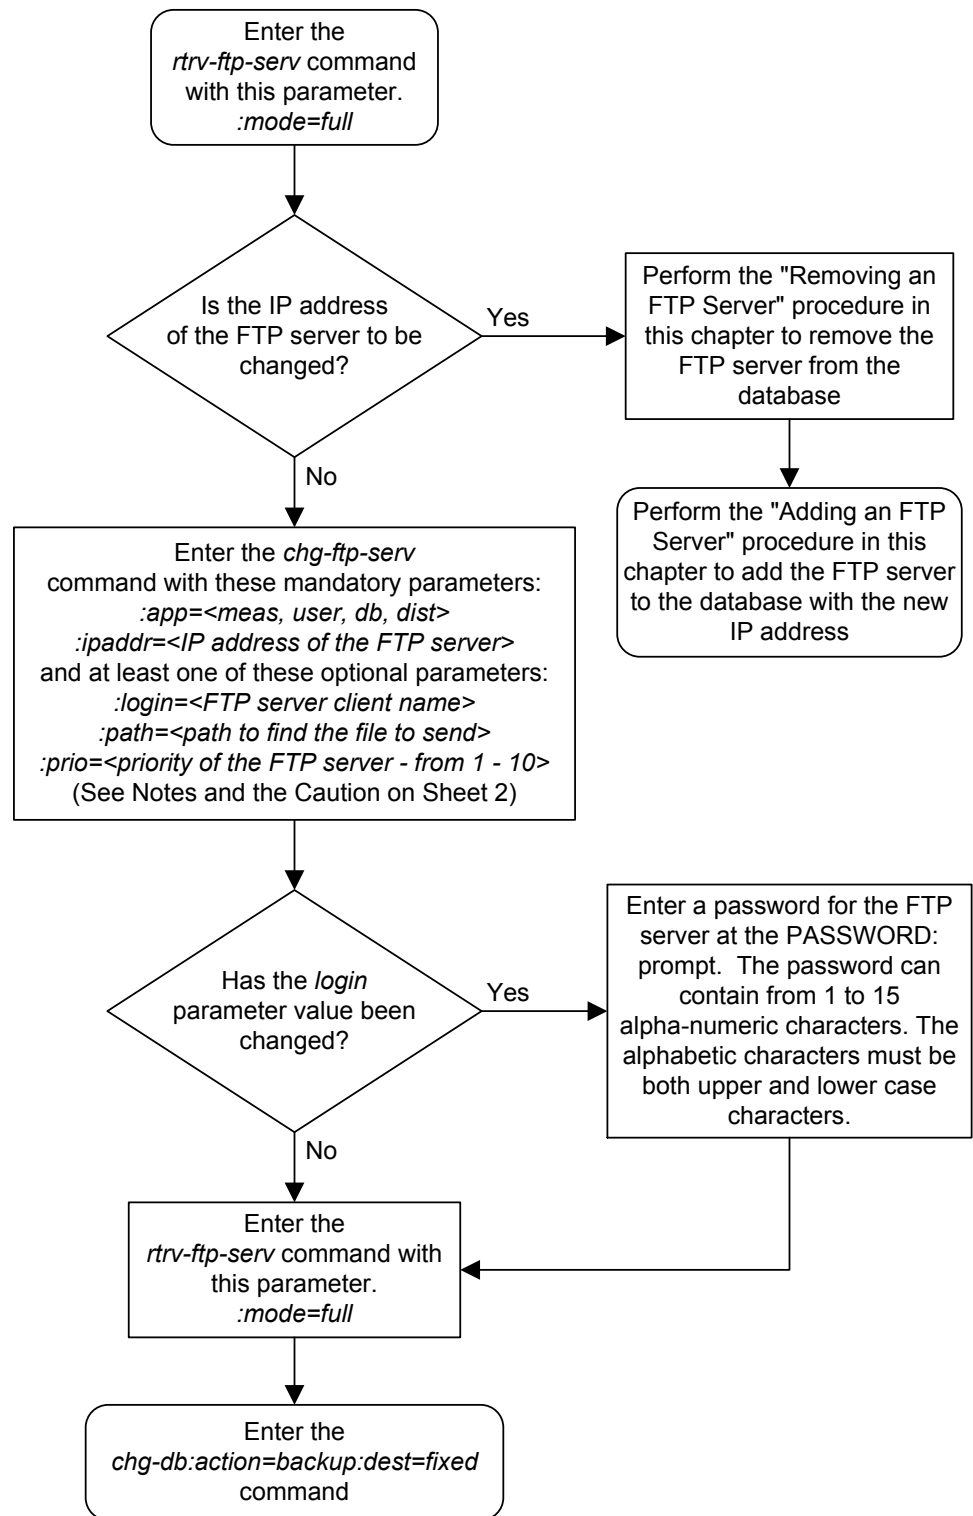 Enter the
rtrv-ftp-serv command
with this parameter.
:mode=full
Is the IP address
of the FTP server to be
changed?
Yes
Perform the "Removing an
FTP Server" procedure in
this chapter to remove the
FTP server from the
database
Perform the "Adding an FTP
Server" procedure in this
chapter to add the FTP server
to the database with the new
IP address
No
Enter the chg-ftp-serv
command with these mandatory parameters:
:app=<meas, user, db, dist>
:ipaddr=<IP address of the FTP server>
and at least one of these optional parameters:
:login=<FTP server client name>
:path=<path to find the file to send>
:prio=<priority of the FTP server - from 1 - 10>
(See Notes and the Caution on Sheet 2)
Has the login
parameter value been
changed?
Yes
Enter a password for the FTP
server at the PASSWORD:
prompt.  The password can
contain from 1 to 15
alpha-numeric characters. The
alphabetic characters must be
both upper and lower case
characters.
No
Enter the
rtrv-ftp-serv command with
this parameter.
:mode=full
Enter the
chg-db:action=backup:dest=fixed
command